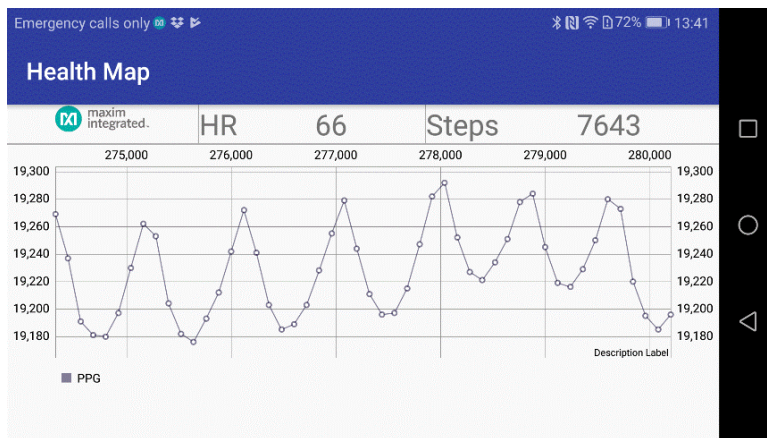 Emergency calls only 72% 13:41
Health Map
maxim
integrated. HR 66 Steps 7643
275,000 276,000 277,000 278,000 279,000 280,000
19,300 19,300
19,280 19,280
19,260 19,260
19,240 19,240
19,220 19,220
19,200 19,200
19,180 19,180
Description Label
PPG